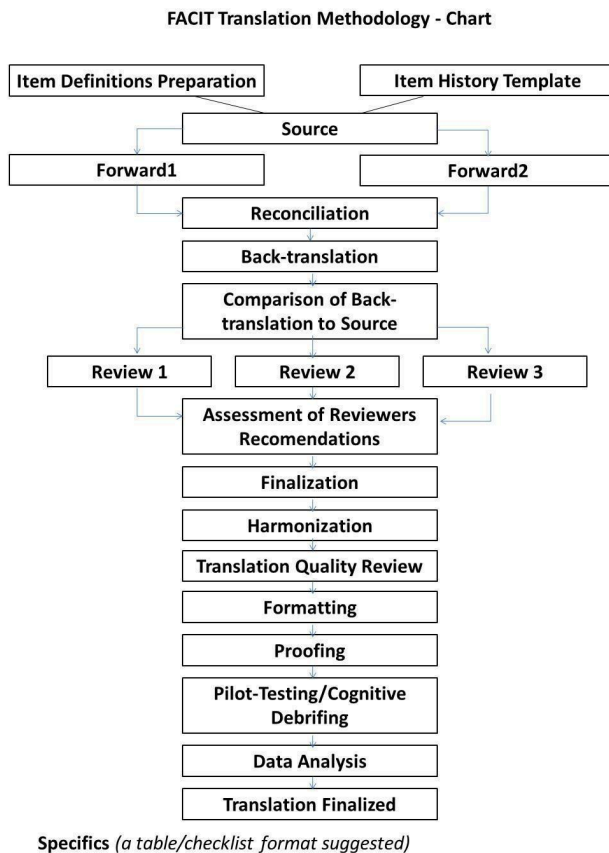 FACIT Translation Methodology - Chart
Item Definitions Preparation
Item History Template
Source
Forward1
Forward2
Reconciliation
Back-translation
Comparison of Back-
translation to Source
Review 1
Review 2
Review 3
Assessment of Reviewers
Recomendations
Finalization
Harmonization
Translation Quality Review
Formatting
Proofing
Pilot-Testing/Cognitive
Debrifing
Data Analysis
Translation Finalized
Specifics (a table/checklist format suggested)